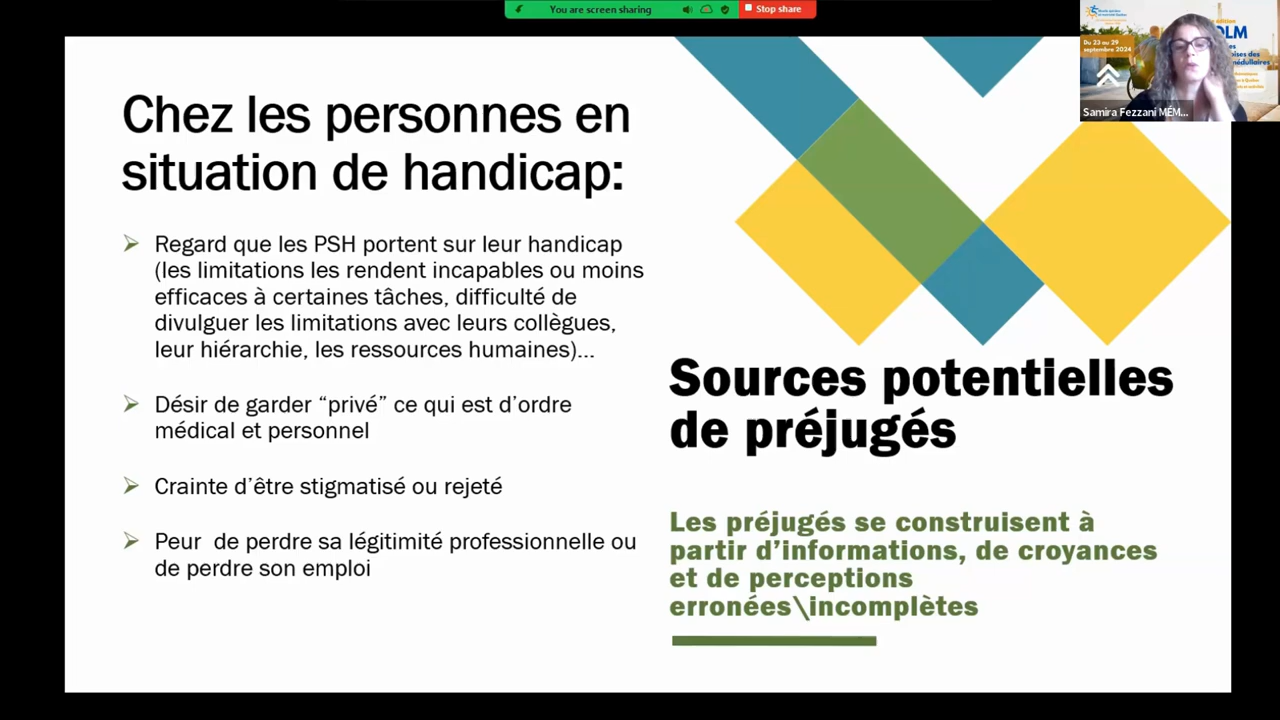 You are screen sharing
Stop share
Du 23 au 29
septembre 2024
Samira Fezzani MÉM...
Chez les personnes en
situation de handicap:
Regard que les PSH portent sur leur handicap
(les limitations les rendent incapables ou moins
efficaces à certaines tâches, difficulté de
divulguer les limitations avec leurs collègues,
leur hiérarchie, les ressources humaines)...
Désir de garder “privé” ce qui est d’ordre
médical et personnel
Crainte d’être stigmatisé ou rejeté
Peur  de perdre sa légitimité professionnelle ou
de perdre son emploi
Sources potentielles
de préjugés
Les préjugés se construisent à
partir d’informations, de croyances
et de perceptions
erronées\incomplètes